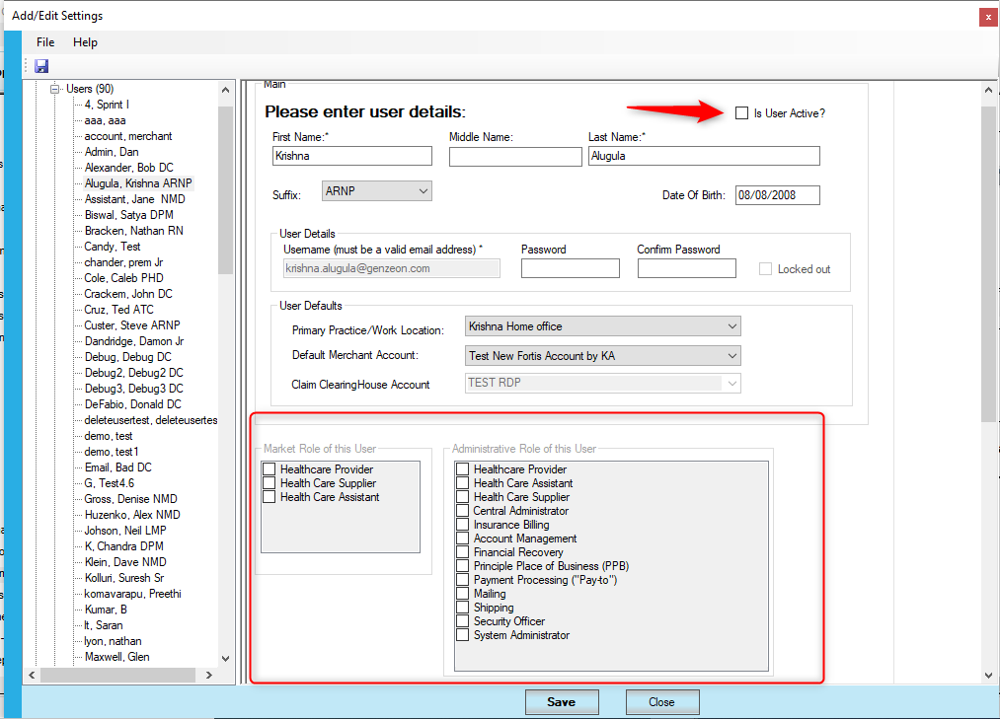 Add/Edit Settings
x
File Help
Users (90)
4, Sprint I
aaa, aaa
account, merchant
Admin, Dan
Alexander, Bob DC
Alugula, Krishna ARNP
Assistant, Jane NMD
Biswal, Satya DPM
Bracken, Nathan RN
Candy, Test
chander, prem Jr
Cole, Caleb PHD
Crackem, John DC
Cruz, Ted ATC
Custer, Steve ARNP
Dandridge, Damon Jr
Debug, Debug DC
Debug2, Debug2 DC
Debug3, Debug3 DC
DeFabio, Donald DC
deleteusertest, deleteusertes
demo, test
demo, test1
Email, Bad DC
G, Test4.6
Gross, Denise NMD
Huzenko, Alex NMD
Johson, Neil LMP
K, Chandra DPM
Klein, Dave NMD
Kolluri, Suresh Sr
komavarapu, Preethi
Kumar, B
lt, Saran
lyon, nathan
Maxwell, Glen
Main
Please enter user details:
Is User Active?
First Name:* Middle Name: Last Name:*
Krishna Alugula
Suffix: ARNP Date Of Birth: 08/08/2008
User Details
Username (must be a valid email address) * Password Confirm Password
krishna.alugula@genzeon.com Locked out
User Defaults
Primary Practice/Work Location: Krishna Home office
Default Merchant Account: Test New Fortis Account by KA
Claim ClearingHouse Account TEST RDP
Market Role of this User
Healthcare Provider
Health Care Supplier
Health Care Assistant
Administrative Role of this User
Healthcare Provider
Health Care Assistant
Health Care Supplier
Central Administrator
Insurance Billing
Account Management
Financial Recovery
Principle Place of Business (PPB)
Payment Processing ("Pay-to")
Mailing
Shipping
Security Officer
System Administrator
Save Close